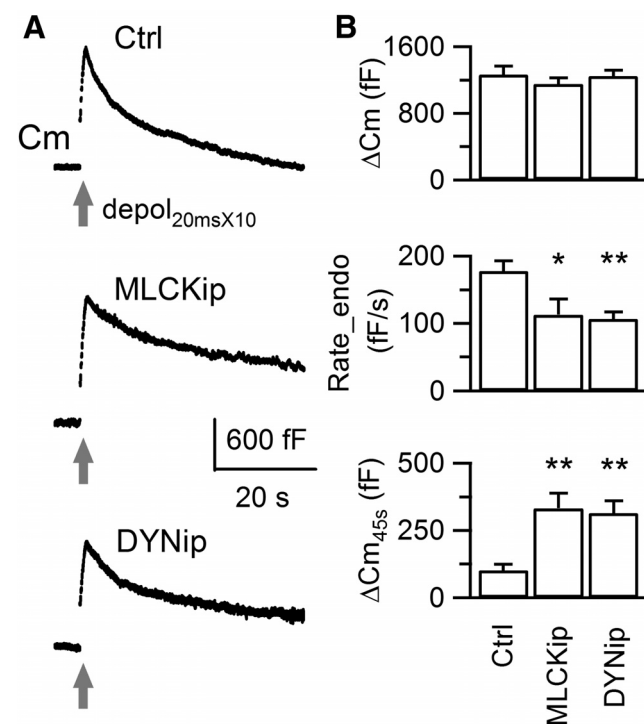 A
Ctrl
Cm
depol20msX10
MLCKip
600 fF
20 s
DYNip
B
ΔCm (fF)
1600
800
0
Rate_endo
(fF/s)
200
100
0
*
**
ΔCm45s (fF)
500
250
0
**
**
Ctrl
MLCKip
DYNip